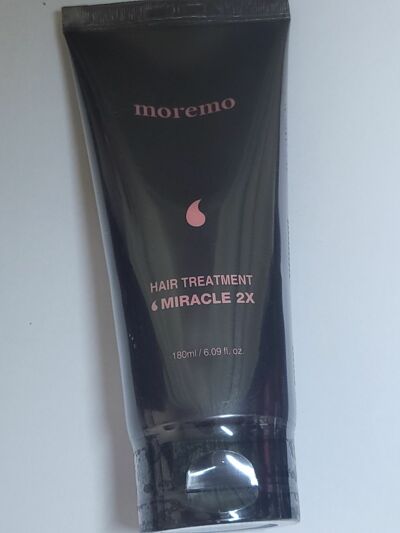 moremo
HAIR TREATMENT
MIRACLE 2X
180ml / 6.09 fl. oz.